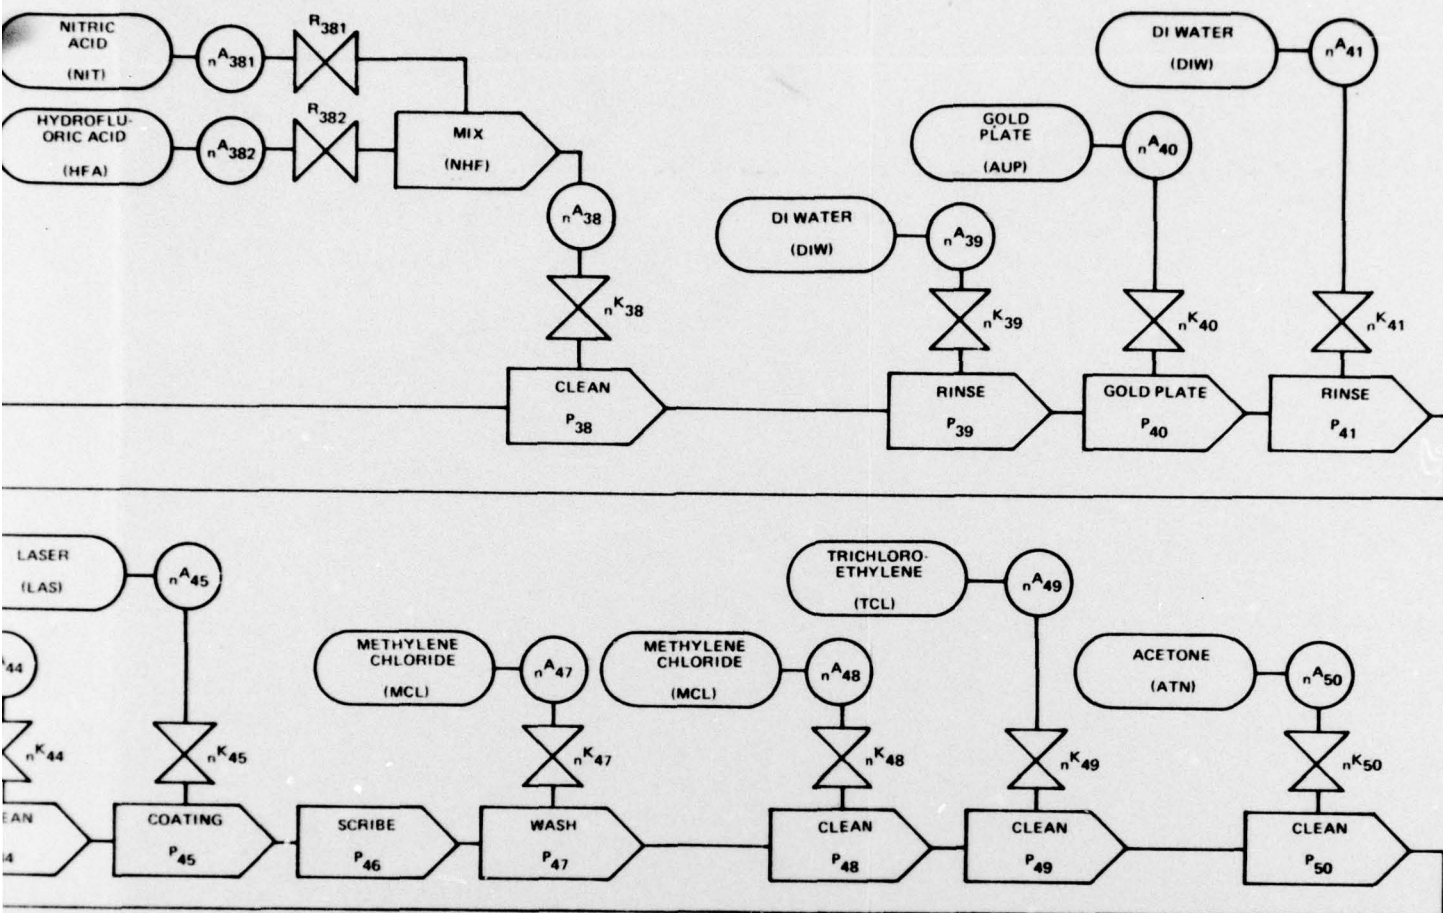 NITRIC
ACID
(NIT)
nA381
R381
HYDROFLU-
ORIC ACID
(HFA)
nA382
R382
MIX
(NHF)
nA38
nK38
CLEAN
P38
DI WATER
(DIW)
nA39
nK39
RINSE
P39
GOLD
PLATE
(AUP)
nA40
nK40
GOLD PLATE
P40
DI WATER
(DIW)
nA41
nK41
RINSE
P41
44
nK44
EAN
LASER
(LAS)
nA45
nK45
COATING
P45
SCRIBE
P46
METHYLENE
CHLORIDE
(MCL)
nA47
nK47
WASH
P47
METHYLENE
CHLORIDE
(MCL)
nA48
nK48
CLEAN
P48
TRICHLORO-
ETHYLENE
(TCL)
nA49
nK49
CLEAN
P49
ACETONE
(ATN)
nA50
nK50
CLEAN
P50